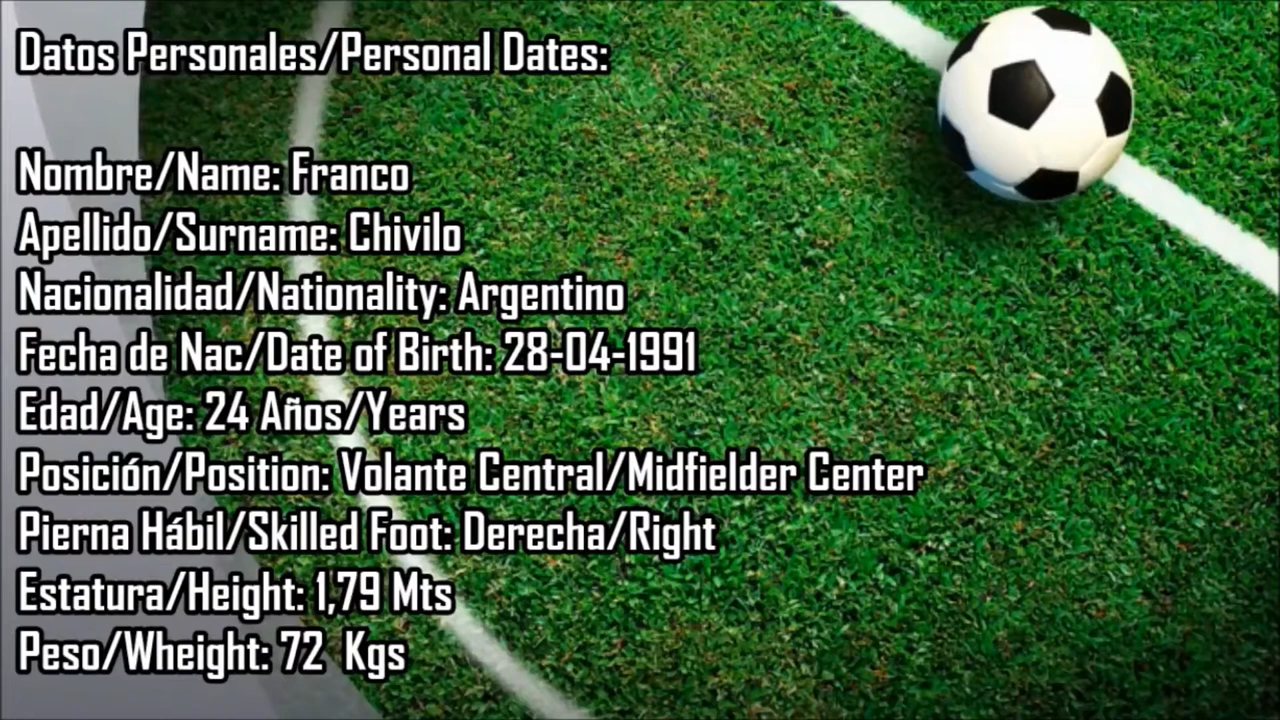 Datos Personales/Personal Dates:
Nombre/Name: Franco
Apellido/Surname: Chivilo
Nacionalidad/Nationality: Argentino
Fecha de Nac/Date of Birth: 28-04-1991
Edad/Age: 24 Años/Years
Posición/Position: Volante Central/Midfielder Center
Pierna Hábil/Skilled Foot: Derecha/Right
Estatura/Height: 1,79 Mts
Peso/Wheight: 72 Kgs